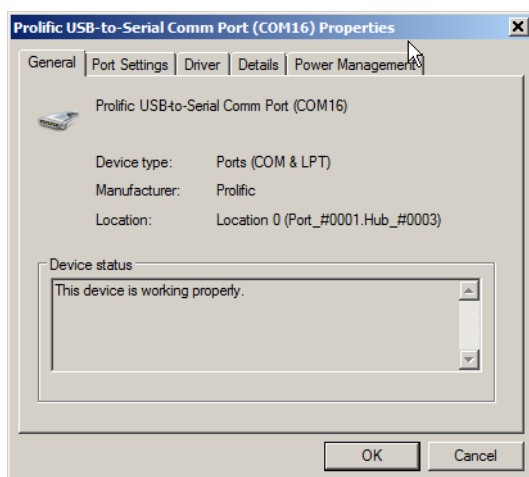 Prolific USB-to-Serial Comm Port (COM16) Properties
General Port Settings Driver Details Power Management
Prolific USB-to-Serial Comm Port (COM16)
Device type: Ports (COM & LPT)
Manufacturer: Prolific
Location: Location 0 (Port_#0001.Hub_#0003)
Device status
This device is working properly.
OK Cancel